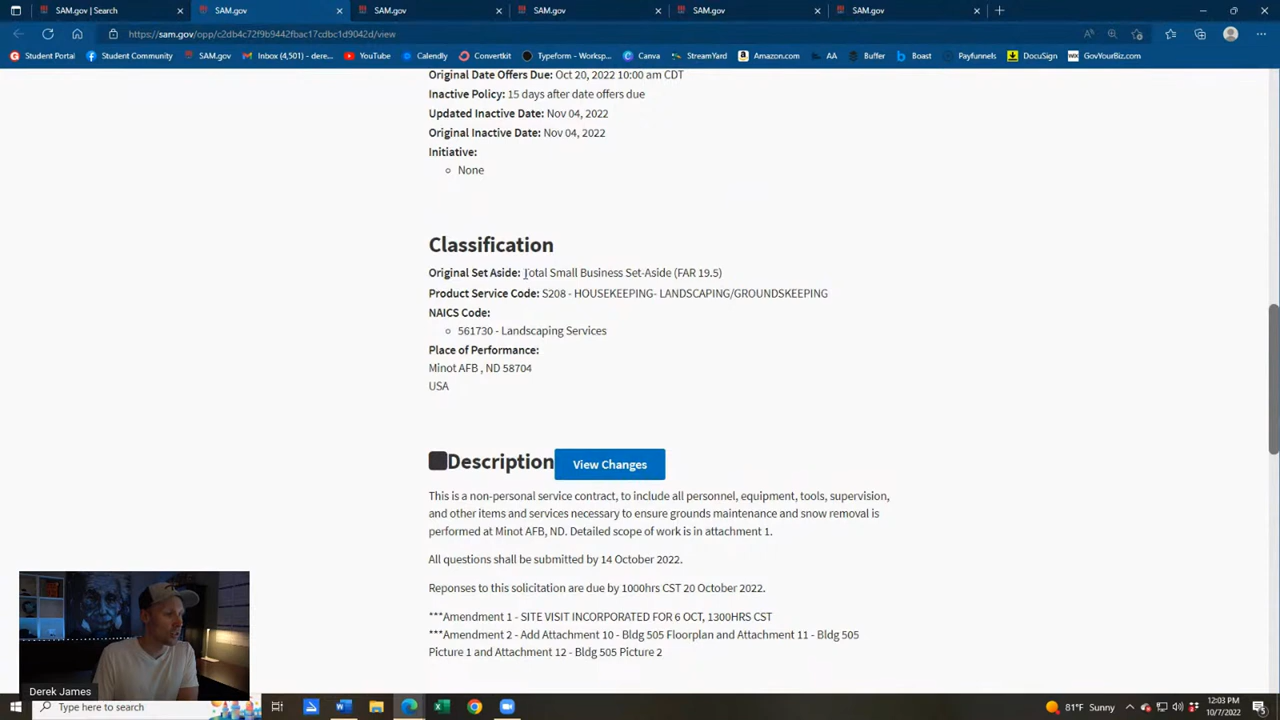 SAM.gov | Search
SAM.gov
SAM.gov
SAM.gov
SAM.gov
SAM.gov
https://sam.gov/opp/c2db4c72f9b9442fbac17cdbc1d9042d/view
Student Portal
Student Community
SAM.gov
Inbox (4,501) - dere...
YouTube
Calendly
Convertkit
Typeform - Worksp...
Canva
StreamYard
Amazon.com
AA
Buffer
Boast
Payfunnels
DocuSign
GovYourBiz.com
Original Date Offers Due: Oct 20, 2022 10:00 am CDT
Inactive Policy: 15 days after date offers due
Updated Inactive Date: Nov 04, 2022
Original Inactive Date: Nov 04, 2022
Initiative:
None
Classification
Original Set Aside: Total Small Business Set-Aside (FAR 19.5)
Product Service Code: S208 - HOUSEKEEPING- LANDSCAPING/GROUNDSKEEPING
NAICS Code:
561730 - Landscaping Services
Place of Performance:
Minot AFB , ND 58704
USA
Description View Changes
This is a non-personal service contract, to include all personnel, equipment, tools, supervision,
and other items and services necessary to ensure grounds maintenance and snow removal is
performed at Minot AFB, ND. Detailed scope of work is in attachment 1.
All questions shall be submitted by 14 October 2022.
Reponses to this solicitation are due by 1000hrs CST 20 October 2022.
***Amendment 1 - SITE VISIT INCORPORATED FOR 6 OCT, 1300HRS CST
***Amendment 2 - Add Attachment 10 - Bldg 505 Floorplan and Attachment 11 - Bldg 505
Picture 1 and Attachment 12 - Bldg 505 Picture 2
Derek James
Type here to search
81°F Sunny
12:03 PM
10/7/2022